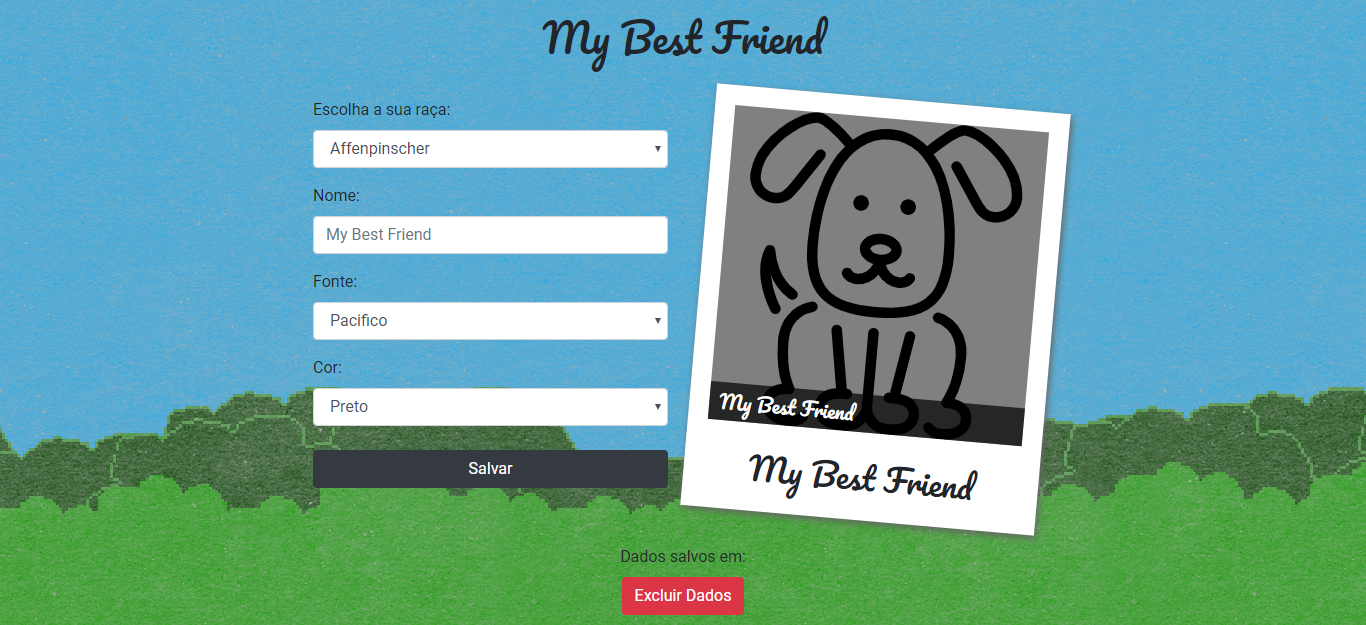 My Best Friend
Escolha a sua raça:
Affenpinscher
Nome:
My Best Friend
Fonte:
Pacifico
Cor:
Preto
Salvar
My Best Friend
My Best Friend
Dados salvos em:
Excluir Dados